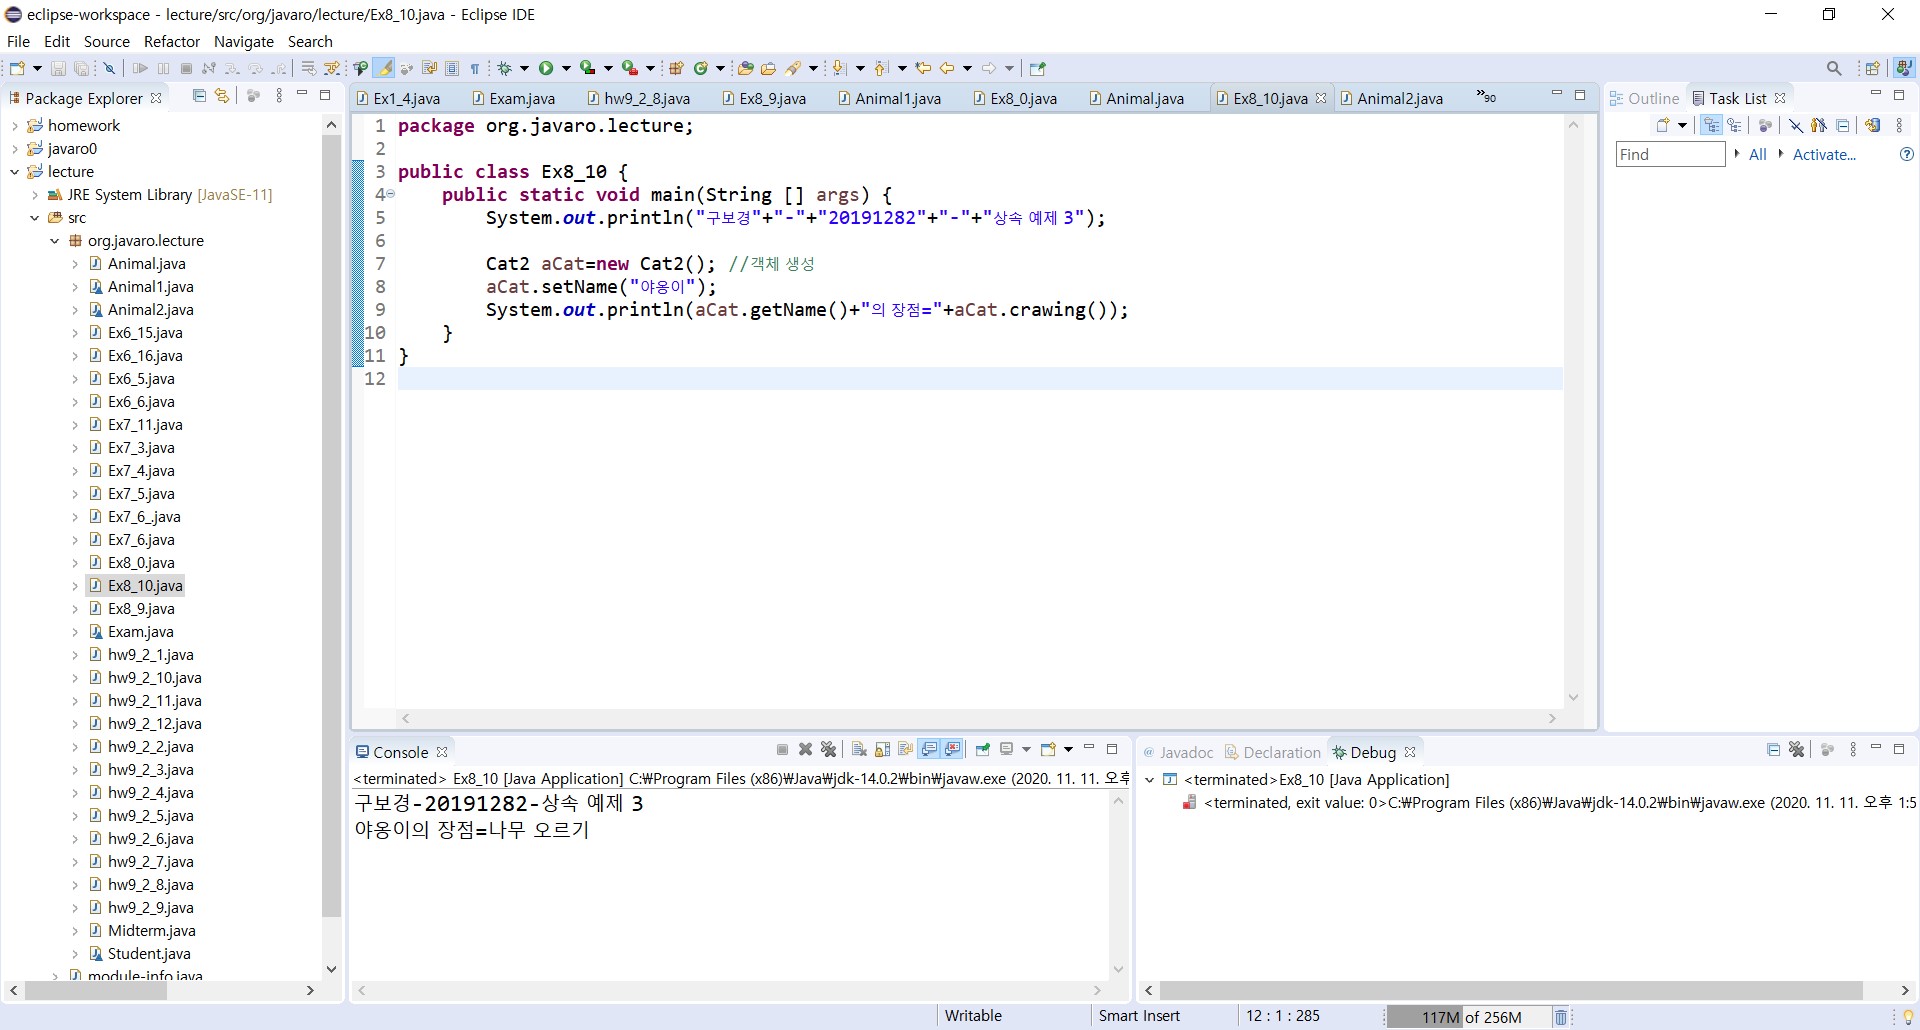 eclipse-workspace - lecture/src/org/javaro/lecture/Ex8_10.java - Eclipse IDE
File Edit Source Refactor Navigate Search
Package Explorer
homework
javaro0
lecture
JRE System Library [JavaSE-11]
src
org.javaro.lecture
Animal.java
Animal1.java
Animal2.java
Ex6_15.java
Ex6_16.java
Ex6_5.java
Ex6_6.java
Ex7_11.java
Ex7_3.java
Ex7_4.java
Ex7_5.java
Ex7_6_.java
Ex7_6.java
Ex8_0.java
Ex8_10.java
Ex8_9.java
Exam.java
hw9_2_1.java
hw9_2_10.java
hw9_2_11.java
hw9_2_12.java
hw9_2_2.java
hw9_2_3.java
hw9_2_4.java
hw9_2_5.java
hw9_2_6.java
hw9_2_7.java
hw9_2_8.java
hw9_2_9.java
Midterm.java
Student.java
module-info.java
Ex1_4.java Exam.java hw9_2_8.java Ex8_9.java Animal1.java Ex8_0.java Animal.java Ex8_10.java Animal2.java »90
1 package org.javaro.lecture;
2
3 public class Ex8_10 {
4 public static void main(String [] args) {
5 System.out.println("구보경"+"-"+"20191282"+"-"+"상속 예제 3");
6
7 Cat2 aCat=new Cat2(); //객체 생성
8 aCat.setName("야옹이");
9 System.out.println(aCat.getName()+"의 장점="+aCat.crawing());
10 }
11 }
12
Outline Task List
Find All Activate...
Console
<terminated> Ex8_10 [Java Application] C:₩Program Files (x86)₩Java₩jdk-14.0.2₩bin₩javaw.exe (2020. 11. 11. 오후
구보경-20191282-상속 예제 3
야옹이의 장점=나무 오르기
Javadoc Declaration Debug
<terminated>Ex8_10 [Java Application]
<terminated, exit value: 0>C:₩Program Files (x86)₩Java₩jdk-14.0.2₩bin₩javaw.exe (2020. 11. 11. 오후 1:5
Writable Smart Insert 12 : 1 : 285 117M of 256M